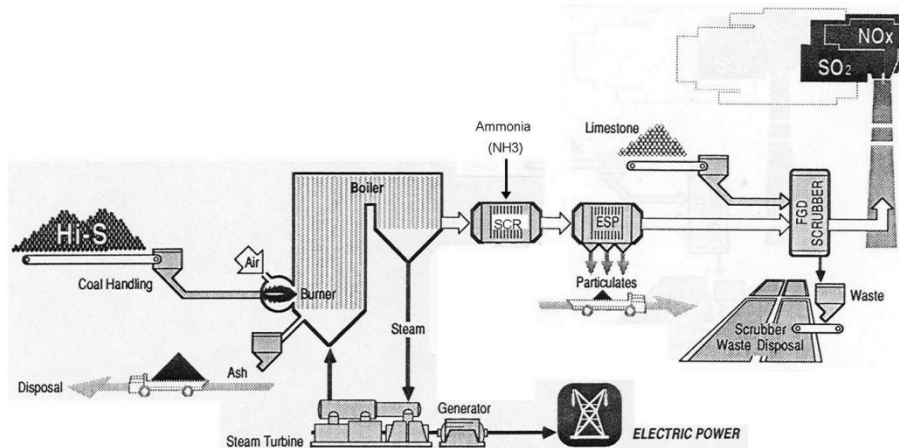 NOx
SO2
Ammonia
(NH3)
Limestone
Boiler
Hi-S
SCR
ESP
FGD
SCRUBBER
Air
Coal Handling
Burner
Particulates
Waste
Steam
Scrubber
Waste Disposal
Ash
Disposal
Generator
Steam Turbine
ELECTRIC POWER